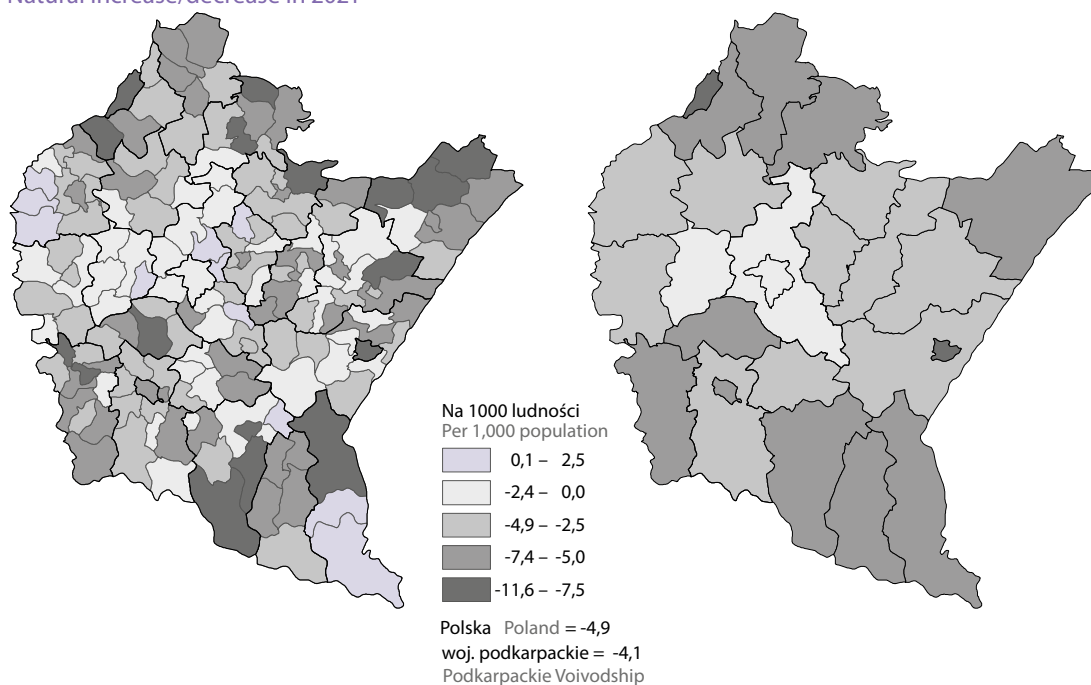 Natural increase/decrease in 2021
Na 1000 ludności
Per 1,000 population
0,1 – 2,5
-2,4 – 0,0
-4,9 – -2,5
-7,4 – -5,0
-11,6 – -7,5
Polska Poland = -4,9
woj. podkarpackie = -4,1
Podkarpackie Voivodship